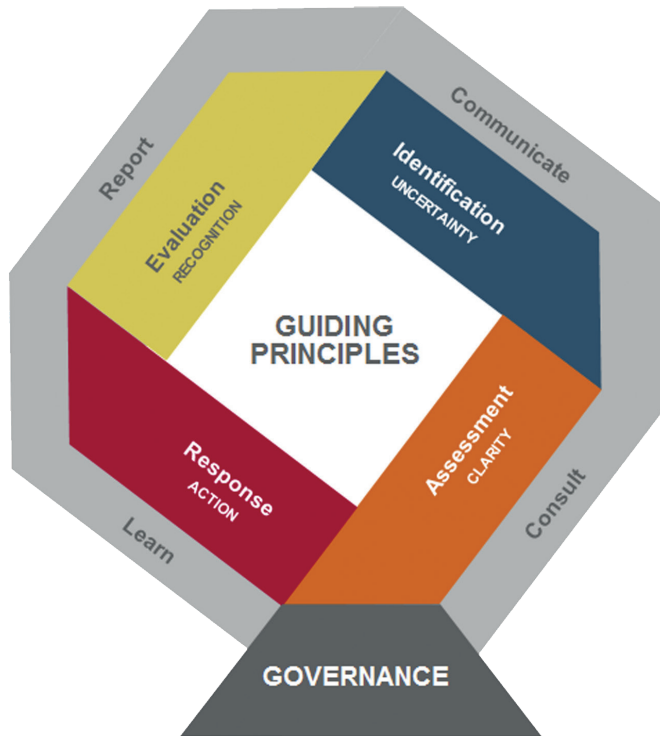 Communicate
Report
Identification
UNCERTAINTY
Evaluation
RECOGNITION
GUIDING
PRINCIPLES
Assessment
CLARITY
Response
ACTION
Consult
Learn
GOVERNANCE